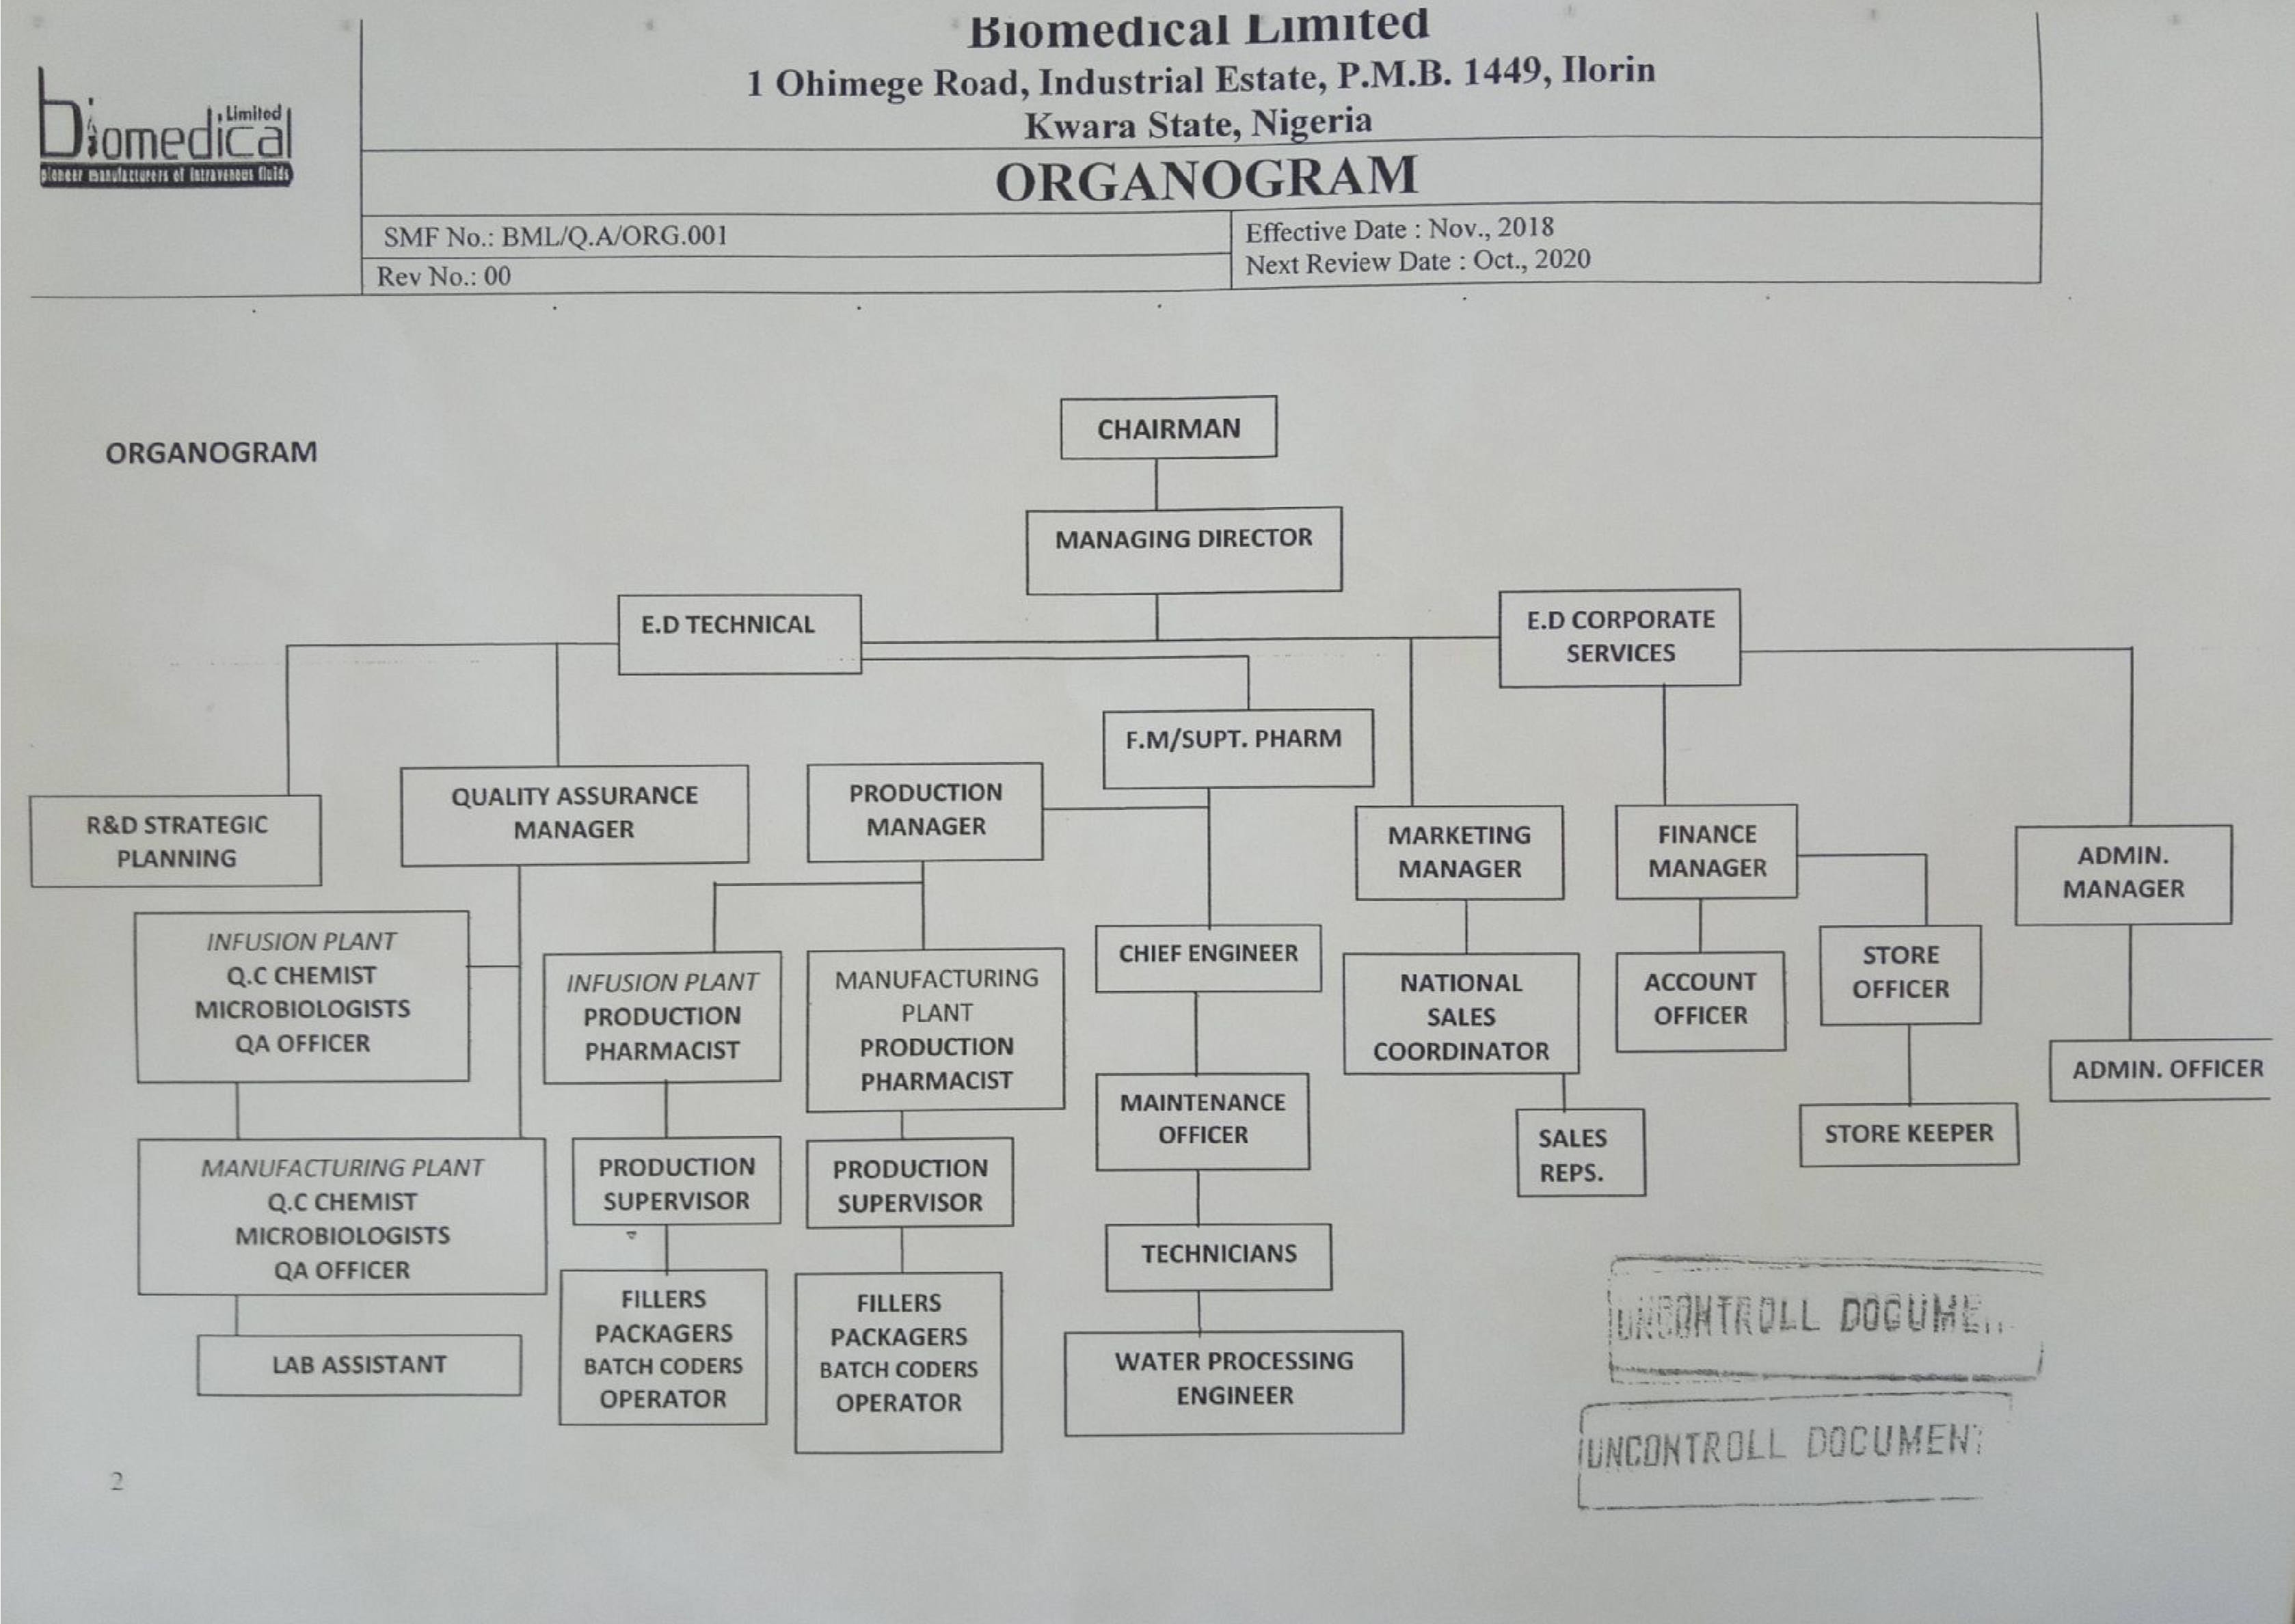 Biomedical Limited
1 Ohimege Road, Industrial Estate, P.M.B. 1449, Ilorin
Kwara State, Nigeria
Limited
biomedical
pioneer manufacturers of intravenous fluids
ORGANOGRAM
SMF No.: BML/Q.A/ORG.001
Effective Date : Nov., 2018
Rev No.: 00
Next Review Date : Oct., 2020
ORGANOGRAM
CHAIRMAN
MANAGING DIRECTOR
E.D TECHNICAL
E.D CORPORATE
SERVICES
F.M/SUPT. PHARM
R&D STRATEGIC
PLANNING
QUALITY ASSURANCE
MANAGER
PRODUCTION
MANAGER
MARKETING
MANAGER
FINANCE
MANAGER
ADMIN.
MANAGER
INFUSION PLANT
Q.C CHEMIST
MICROBIOLOGISTS
QA OFFICER
INFUSION PLANT
PRODUCTION
PHARMACIST
MANUFACTURING
PLANT
PRODUCTION
PHARMACIST
CHIEF ENGINEER
NATIONAL
SALES
COORDINATOR
ACCOUNT
OFFICER
STORE
OFFICER
ADMIN. OFFICER
MANUFACTURING PLANT
Q.C CHEMIST
MICROBIOLOGISTS
QA OFFICER
PRODUCTION
SUPERVISOR
PRODUCTION
SUPERVISOR
MAINTENANCE
OFFICER
SALES
REPS.
STORE KEEPER
LAB ASSISTANT
FILLERS
PACKAGERS
BATCH CODERS
OPERATOR
FILLERS
PACKAGERS
BATCH CODERS
OPERATOR
TECHNICIANS
WATER PROCESSING
ENGINEER
UNCONTROLL DOCUME
UNCONTROLL DOCUMENT
2